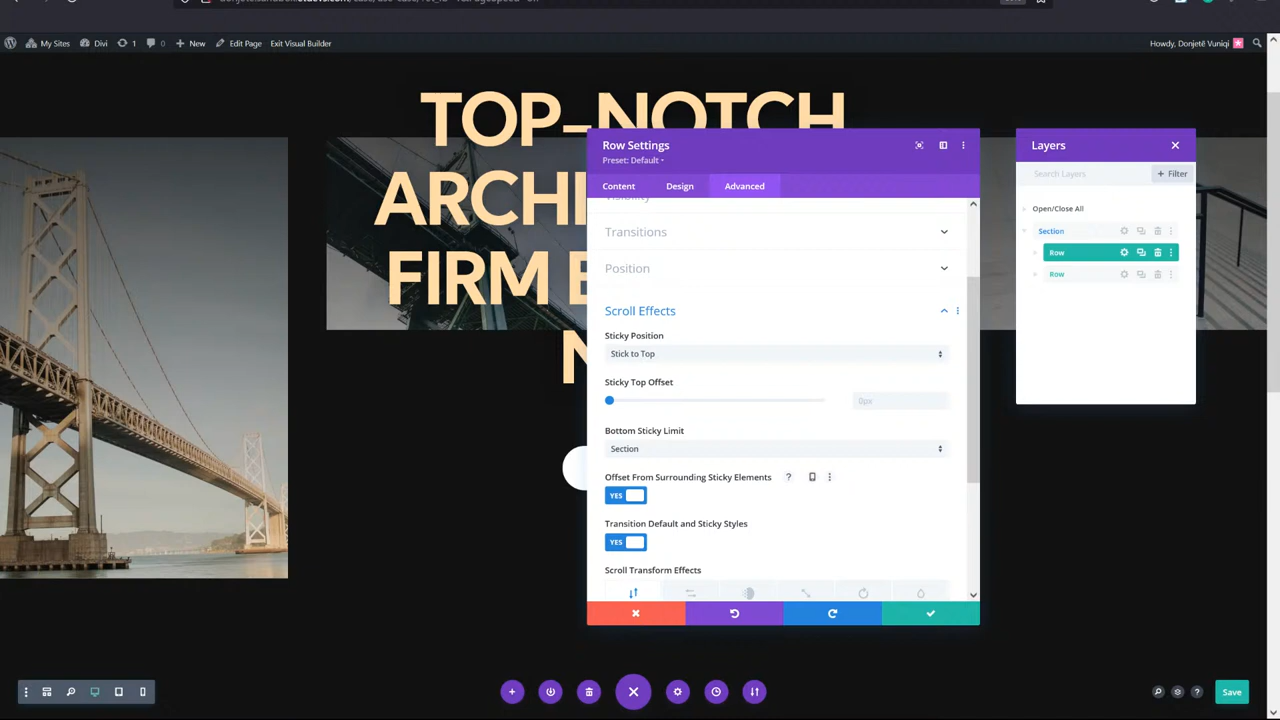 My Sites
Divi
1
0
New
Edit Page
Exit Visual Builder
Howdy, Donjetë Vuniqi
TOP-NOTCH
ARCHI
FIRM
Row Settings
Preset: Default
Content
Design
Advanced
Visibility
Transitions
Position
Scroll Effects
Sticky Position
Stick to Top
Sticky Top Offset
0px
Bottom Sticky Limit
Section
Offset From Surrounding Sticky Elements
?
YES
Transition Default and Sticky Styles
YES
Scroll Transform Effects
Layers
Search Layers
+ Filter
Open/Close All
Section
Row
Row
?
Save